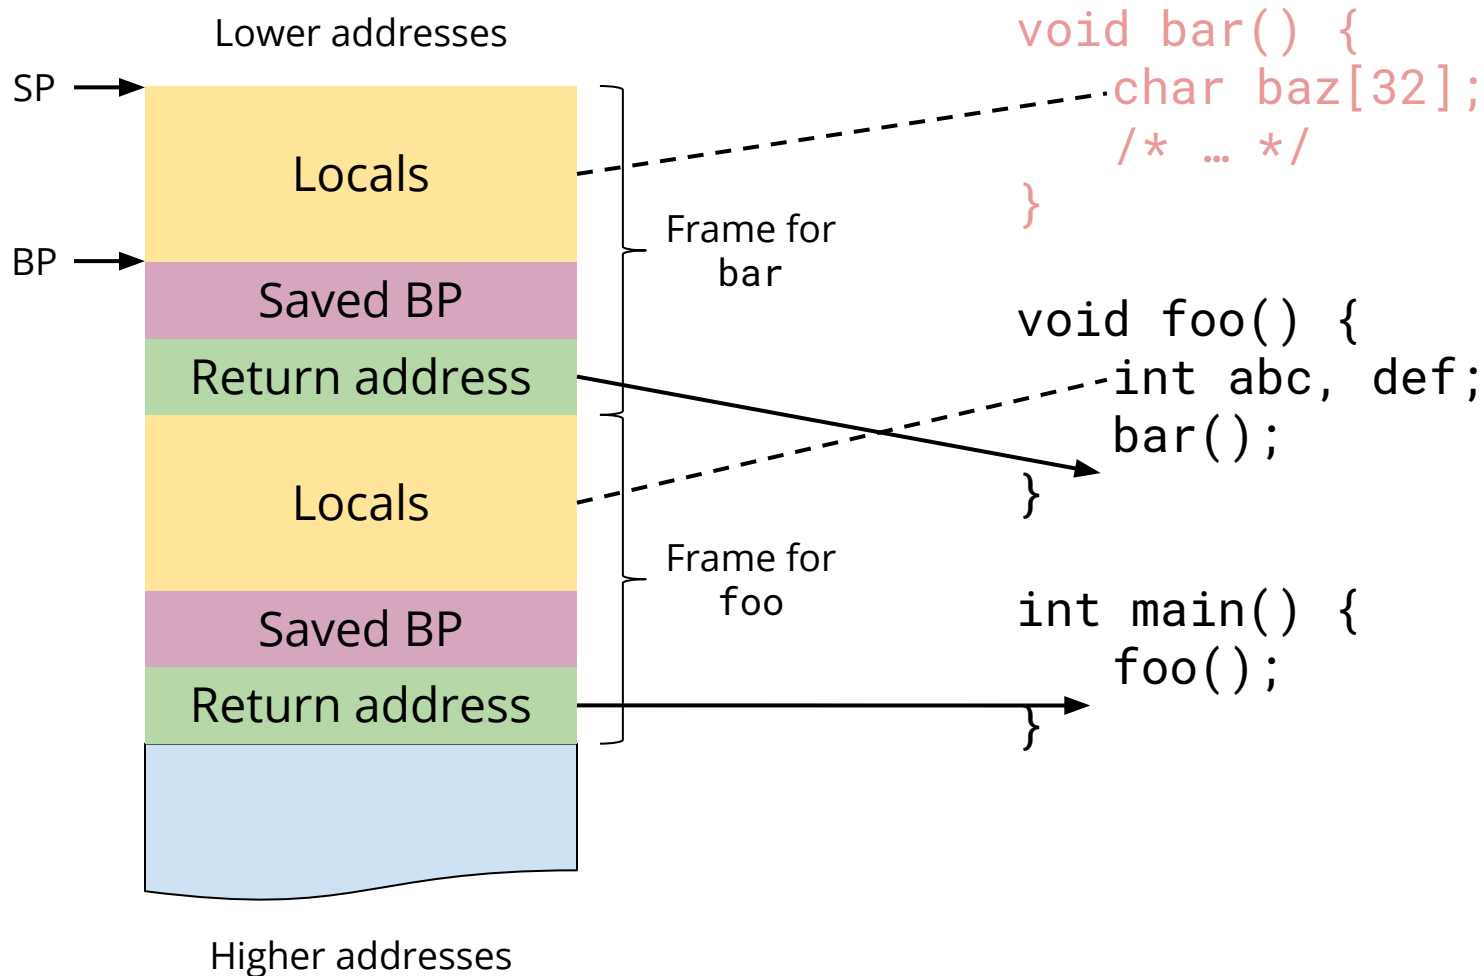 Lower addresses
SP
Locals
BP
Saved BP
Return address
Locals
Saved BP
Return address
Higher addresses
Frame for
bar
Frame for
foo
void bar() {
char baz[32];
/* … */
}
void foo() {
int abc, def;
bar();
}
int main() {
foo();
}